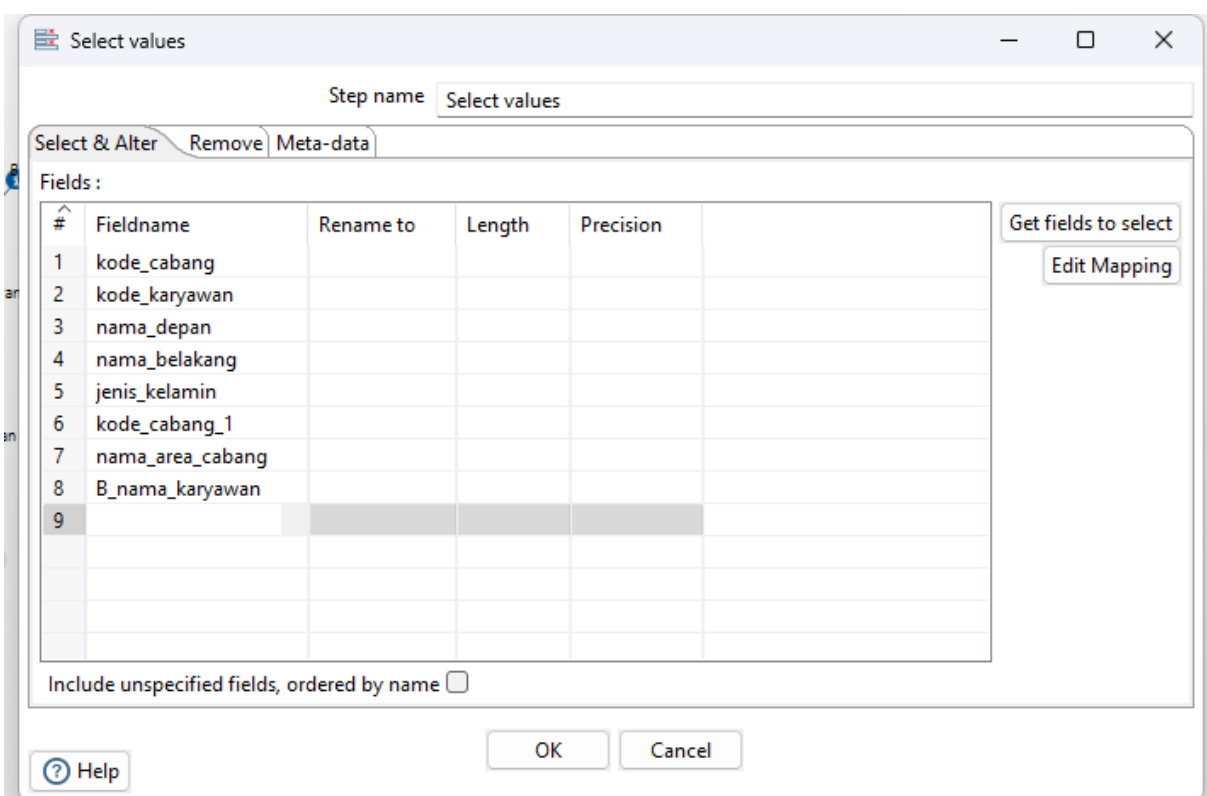 Select values
Step name Select values
Select & Alter Remove Meta-data
Fields :
# Fieldname Rename to Length Precision
Get fields to select
1 kode_cabang
Edit Mapping
2 kode_karyawan
3 nama_depan
4 nama_belakang
5 jenis_kelamin
6 kode_cabang_1
7 nama_area_cabang
8 B_nama_karyawan
9
Include unspecified fields, ordered by name
OK Cancel
Help